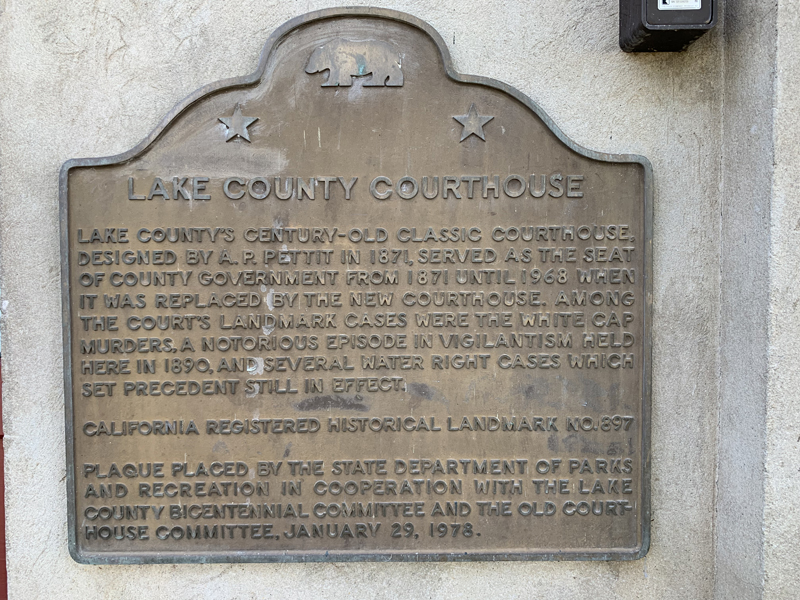 LAKE COUNTY COURTHOUSE
LAKE COUNTY'S CENTURY-OLD CLASSIC COURTHOUSE,
DESIGNED BY A. P. PETTIT IN 1871, SERVED AS THE SEAT
OF COUNTY GOVERNMENT FROM 1871 UNTIL 1968 WHEN
IT WAS REPLACED BY THE NEW COURTHOUSE. AMONG
THE COURT'S LANDMARK CASES WERE THE WHITE CAP
MURDERS, A NOTORIOUS EPISODE IN VIGILANTISM HELD
HERE IN 1890, AND SEVERAL WATER RIGHT CASES WHICH
SET PRECEDENT STILL IN EFFECT.
CALIFORNIA REGISTERED HISTORICAL LANDMARK NO. 897
PLAQUE PLACED BY THE STATE DEPARTMENT OF PARKS
AND RECREATION IN COOPERATION WITH THE LAKE
COUNTY BICENTENNIAL COMMITTEE AND THE OLD COURT-
HOUSE COMMITTEE, JANUARY 29, 1978.